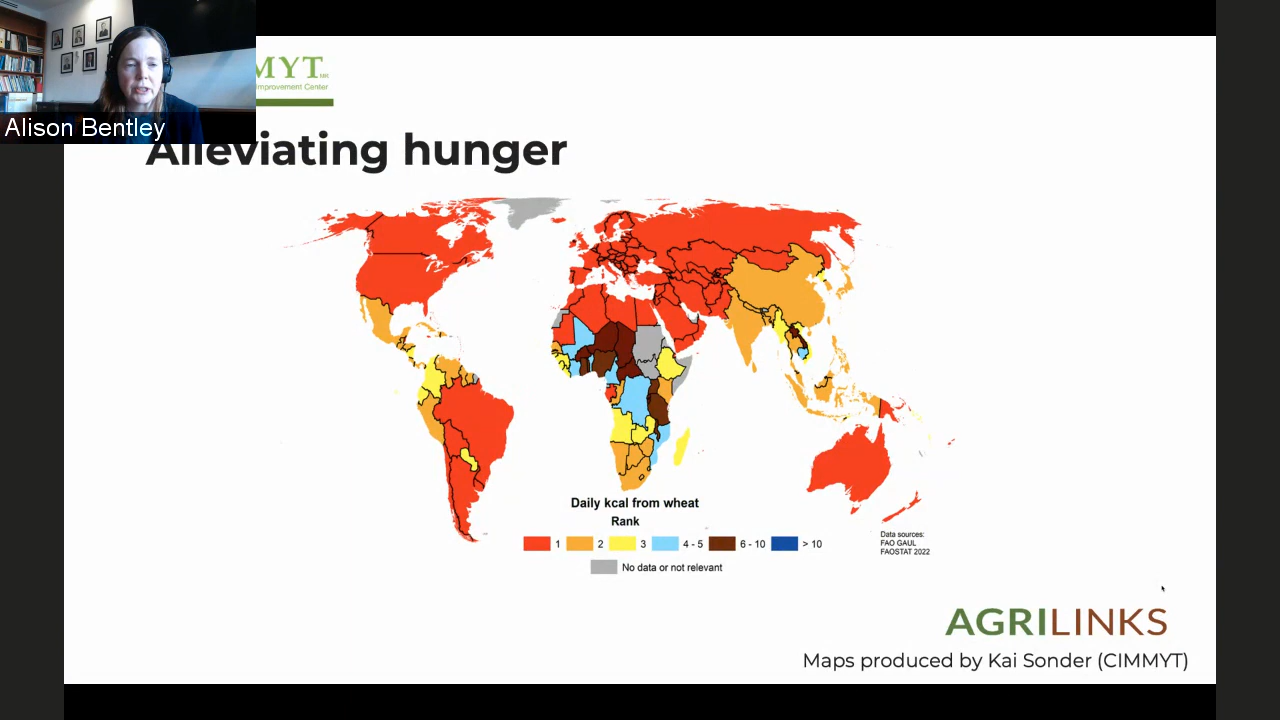 MYT
Improvement Center
Alison Bentley
Alleviating hunger
Daily kcal from wheat
Rank
1 2 3 4 - 5 6 - 10 > 10
No data or not relevant
Data sources:
FAO GAUL
FAOSTAT 2022
AGRILINKS
Maps produced by Kai Sonder (CIMMYT)